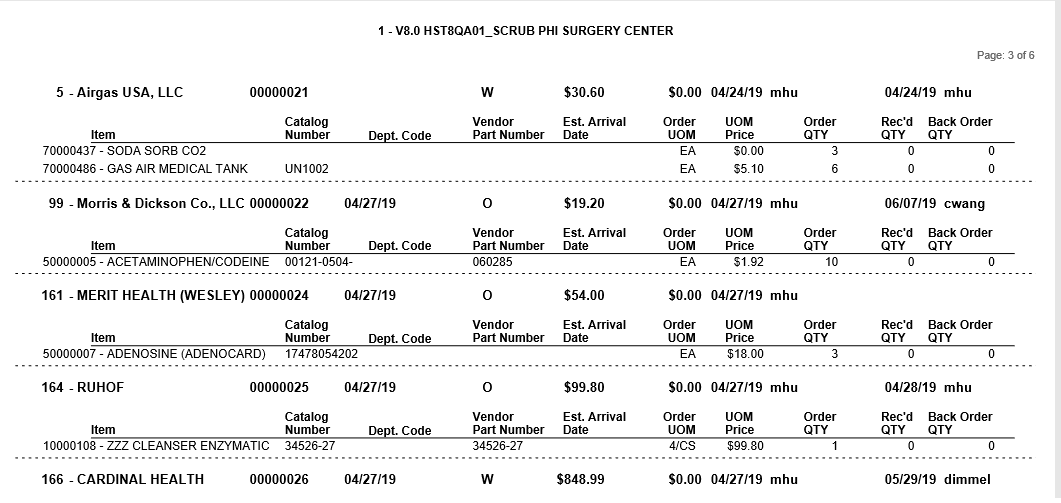 1 - V8.0 HST8QA01_SCRUB PHI SURGERY CENTER
Page: 3 of 6
5 - Airgas USA, LLC 00000021 W $30.60 $0.00 04/24/19 mhu 04/24/19 mhu
Catalog Vendor Est. Arrival Order UOM Order Rec'd Back Order
Item Number Dept. Code Part Number Date UOM Price QTY QTY QTY
70000437 - SODA SORB CO2 EA $0.00 3 0 0
70000486 - GAS AIR MEDICAL TANK UN1002 EA $5.10 6 0 0
99 - Morris & Dickson Co., LLC 00000022 04/27/19 O $19.20 $0.00 04/27/19 mhu 06/07/19 cwang
Catalog Vendor Est. Arrival Order UOM Order Rec'd Back Order
Item Number Dept. Code Part Number Date UOM Price QTY QTY QTY
50000005 - ACETAMINOPHEN/CODEINE 00121-0504- 060285 EA $1.92 10 0 0
161 - MERIT HEALTH (WESLEY) 00000024 04/27/19 O $54.00 $0.00 04/27/19 mhu
Catalog Vendor Est. Arrival Order UOM Order Rec'd Back Order
Item Number Dept. Code Part Number Date UOM Price QTY QTY QTY
50000007 - ADENOSINE (ADENOCARD) 17478054202 EA $18.00 3 0 0
164 - RUHOF 00000025 04/27/19 O $99.80 $0.00 04/27/19 mhu 04/28/19 mhu
Catalog Vendor Est. Arrival Order UOM Order Rec'd Back Order
Item Number Dept. Code Part Number Date UOM Price QTY QTY QTY
10000108 - ZZZ CLEANSER ENZYMATIC 34526-27 34526-27 4/CS $99.80 1 0 0
166 - CARDINAL HEALTH 00000026 04/27/19 W $848.99 $0.00 04/27/19 mhu 05/29/19 dimmel